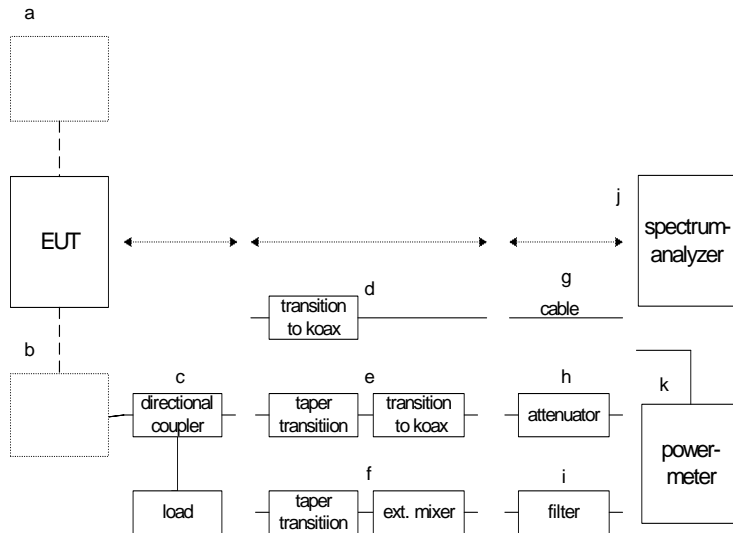 a
j
EUT
spectrum-
analyzer
d
g
transition
to koax
cable
b
c
e
h
k
directional
coupler
taper
transitiion
transition
to koax
attenuator
power-
meter
f
i
load
taper
transitiion
ext. mixer
filter